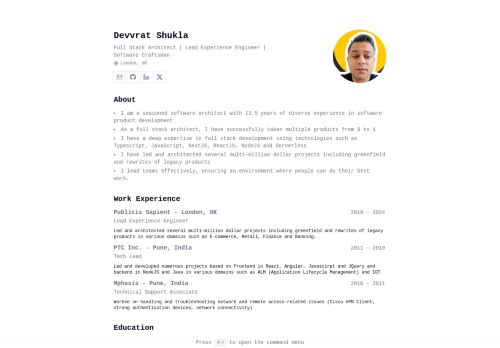 Devvrat Shukla
Full Stack Architect | Lead Experience Engineer |
Software Craftsman
London, UK
About
• I am a seasoned software architect with 13.5 years of diverse experience in software
product development
• As a full stack architect, I have successfully taken multiple products from 0 to 1
• I have a deep expertise in full stack development using technologies such as
Typescript, JavaScript, NextJS, ReactJS, NodeJS and Serverless
• I have led and architected several multi-million dollar projects including greenfield
and rewrites of legacy products
• I lead teams effectively, ensuring an environment where people can do their best
work.
Work Experience
Publicis Sapient - London, UK 2019 - 2024
Lead Experience Engineer
Led and architected several multi-million dollar projects including greenfield and rewrites of legacy
products in various domains such as E-commerce, Retail, Finance and Banking.
PTC Inc. - Pune, India 2011 - 2019
Tech Lead
Led and developed numerous projects based on frontend in React, Angular, Javascirpt and JQuery and
backend in NodeJS and Java in various domains such as ALM (Application Lifecycle Management) and IOT
Mphasis - Pune, India 2010 - 2011
Technical Support Associate
Worked on handling and troubleshooting network and remote access-related issues (Cisco VPN Client,
strong authentication devices, network connectivity)
Education
Press ⌘J to open the command menu